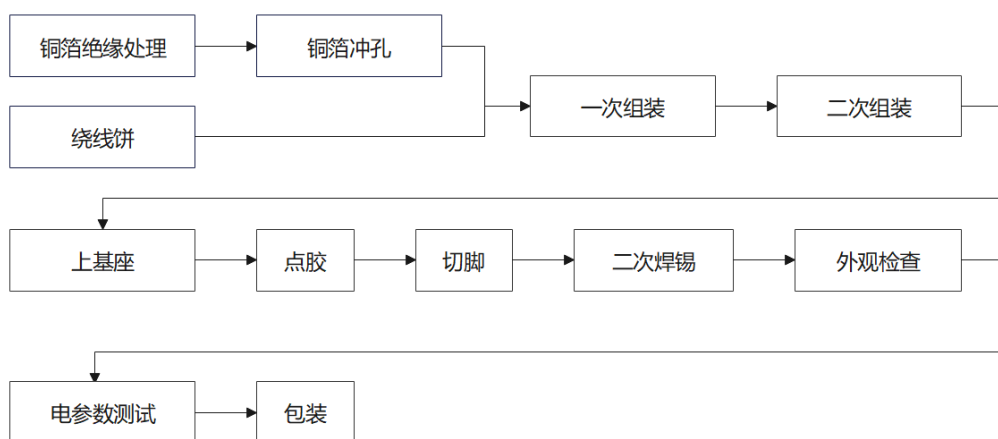 铜箔绝缘处理
铜箔冲孔
绕线饼
一次组装
二次组装
上基座
点胶
切脚
二次焊锡
外观检查
电参数测试
包装